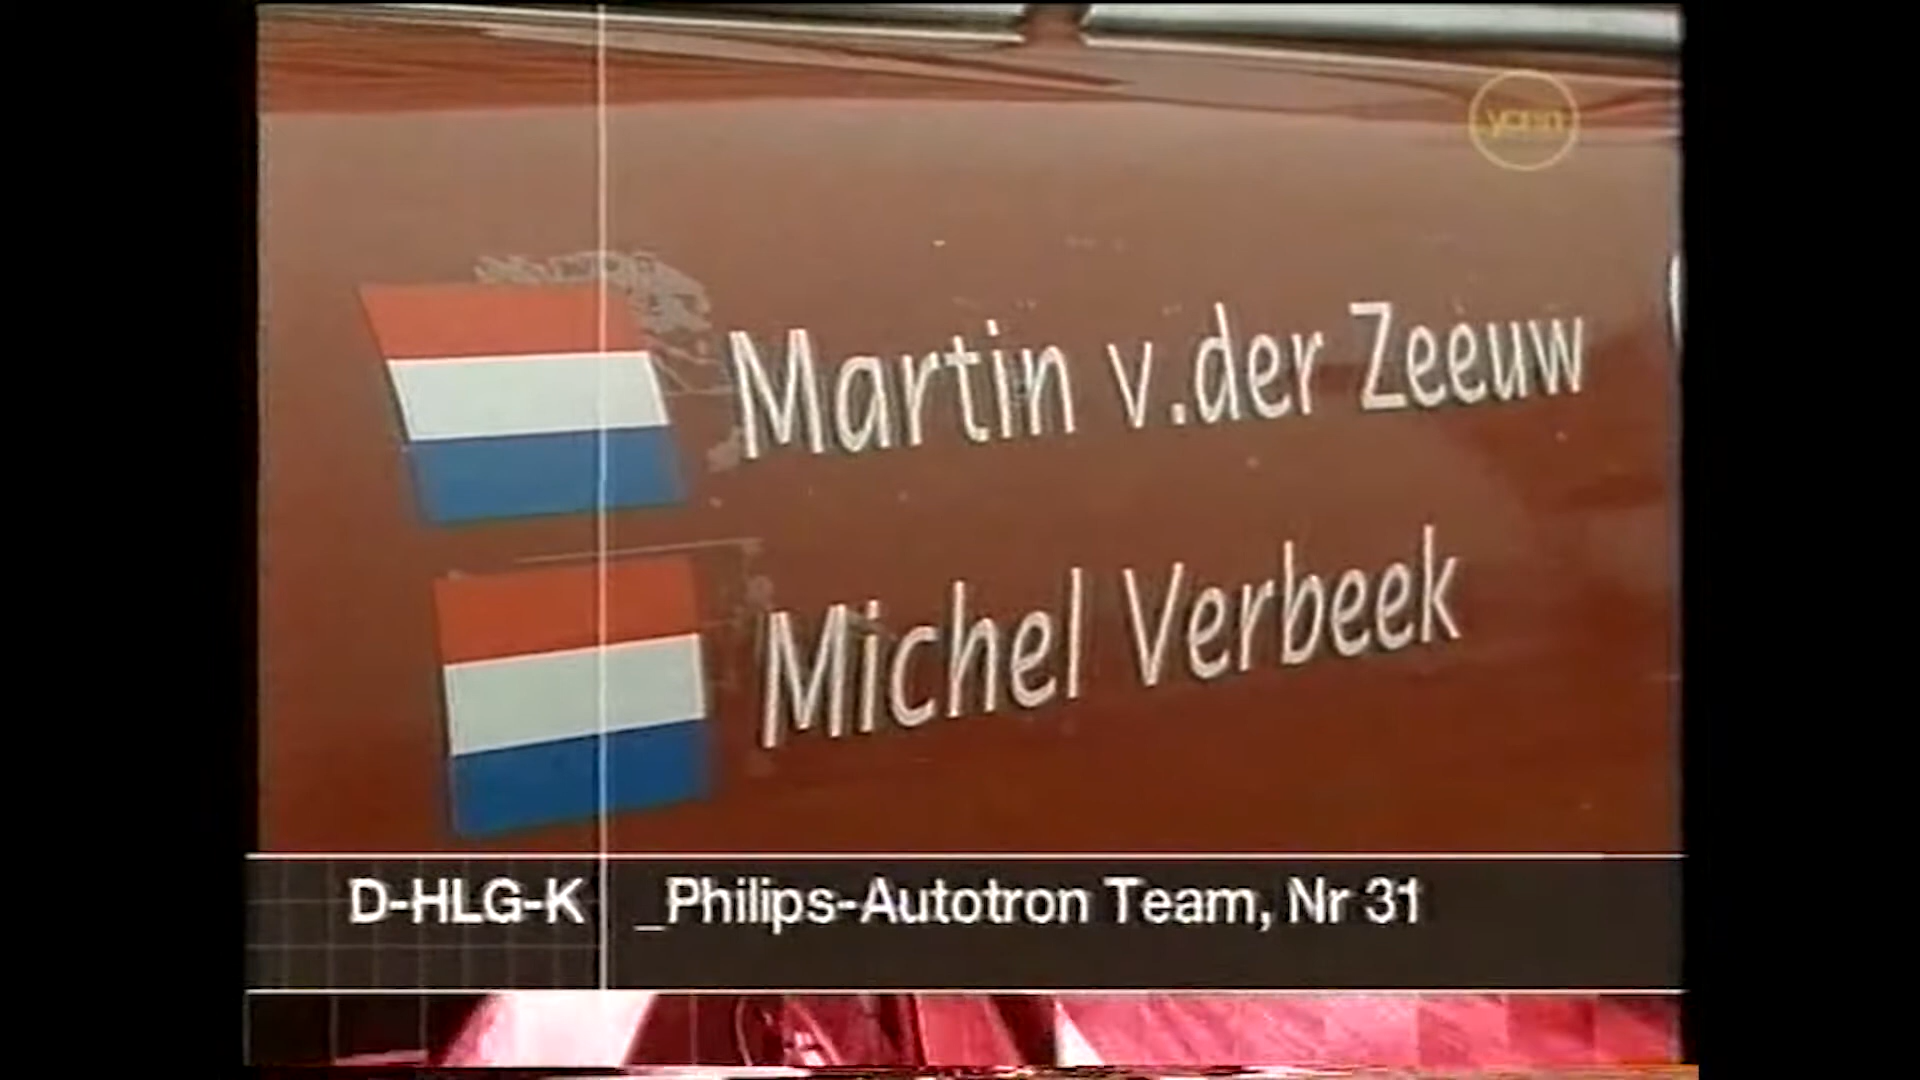 Martin v.der Zeeuw
Michel Verbeek
D-HLG-K _Philips-Autotron Team, Nr 31